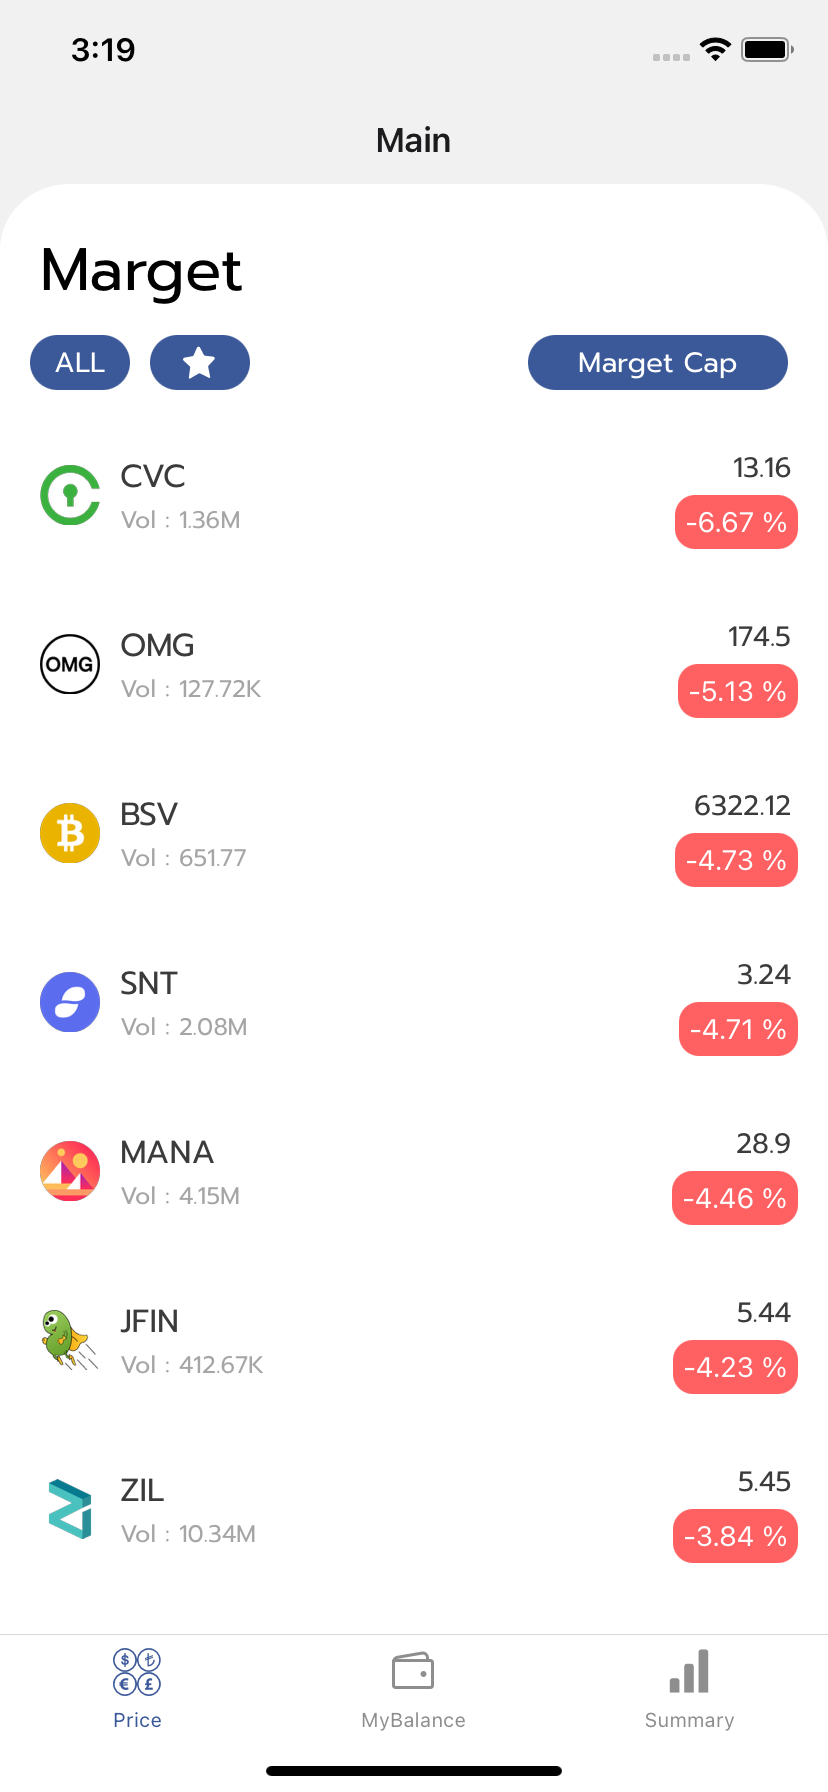 3:19
Main
Marget
ALL
Marget Cap
CVC
13.16
Vol : 1.36M
-6.67 %
OMG
OMG
174.5
Vol : 127.72K
-5.13 %
BSV
6322.12
Vol : 651.77
-4.73 %
SNT
3.24
Vol : 2.08M
-4.71 %
MANA
28.9
Vol : 4.15M
-4.46 %
JFIN
5.44
Vol : 412.67K
-4.23 %
ZIL
5.45
Vol : 10.34M
-3.84 %
$ ₺
€ £
Price
MyBalance
Summary